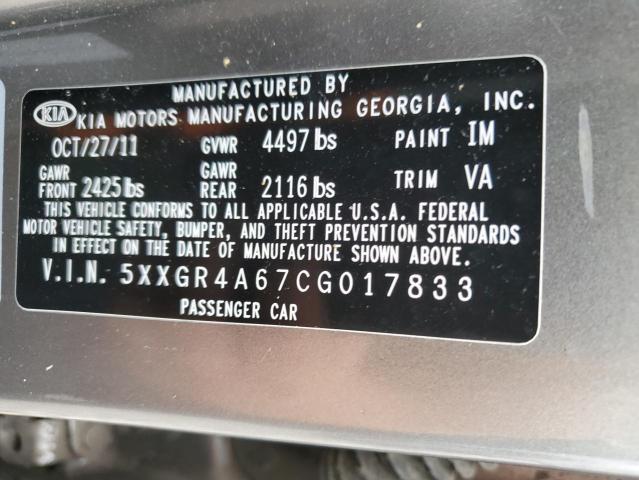 MANUFACTURED BY
KIA KIA MOTORS MANUFACTURING GEORGIA, INC.
OCT/27/11 GVWR 4497 lbs PAINT IM
GAWR FRONT 2425 lbs GAWR REAR 2116 lbs TRIM VA
THIS VEHICLE CONFORMS TO ALL APPLICABLE U.S.A. FEDERAL
MOTOR VEHICLE SAFETY, BUMPER, AND THEFT PREVENTION STANDARDS
IN EFFECT ON THE DATE OF MANUFACTURE SHOWN ABOVE.
V.I.N. 5XXGR4A67CG017833
PASSENGER CAR